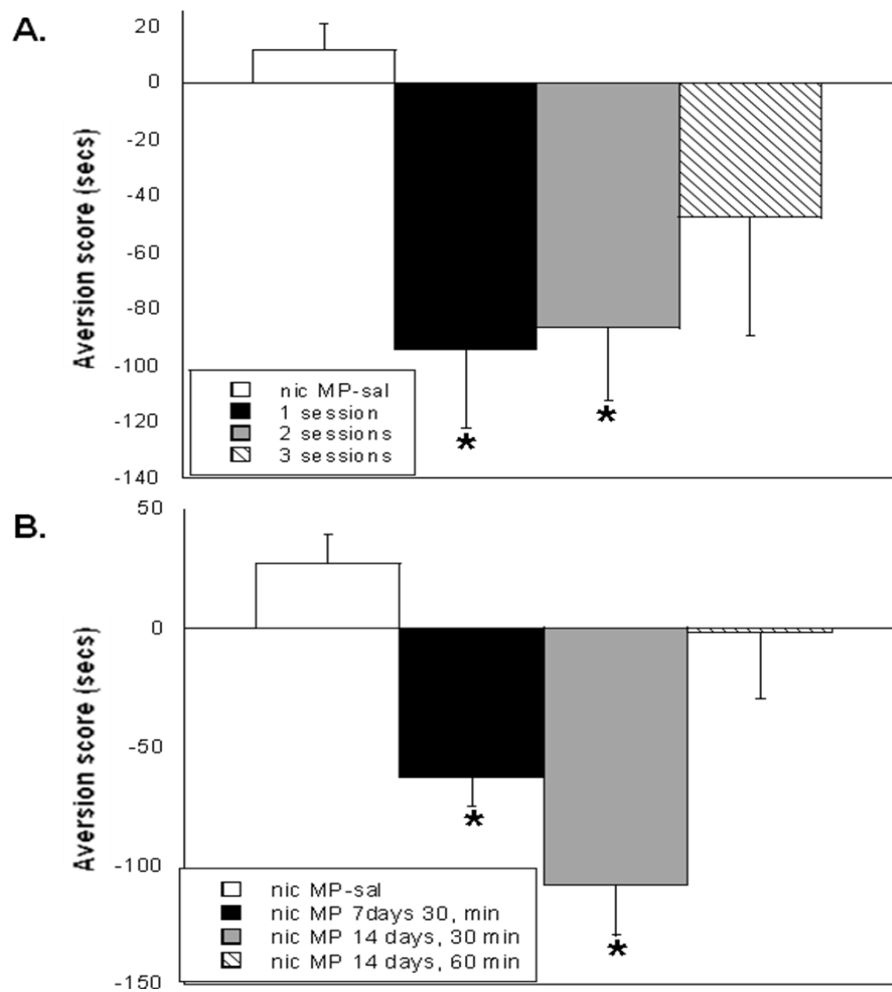 A.
20
0
-20
-40
-60
-80
-100
-120
-140
Aversion score (secs)
nic MP-sal
1 session
2 sessions
3 sessions
*
*
B.
50
0
-50
-100
-150
Aversion score (secs)
*
*
nic MP-sal
nic MP 7days 30, min
nic MP 14 days, 30 min
nic MP 14 days, 60 min